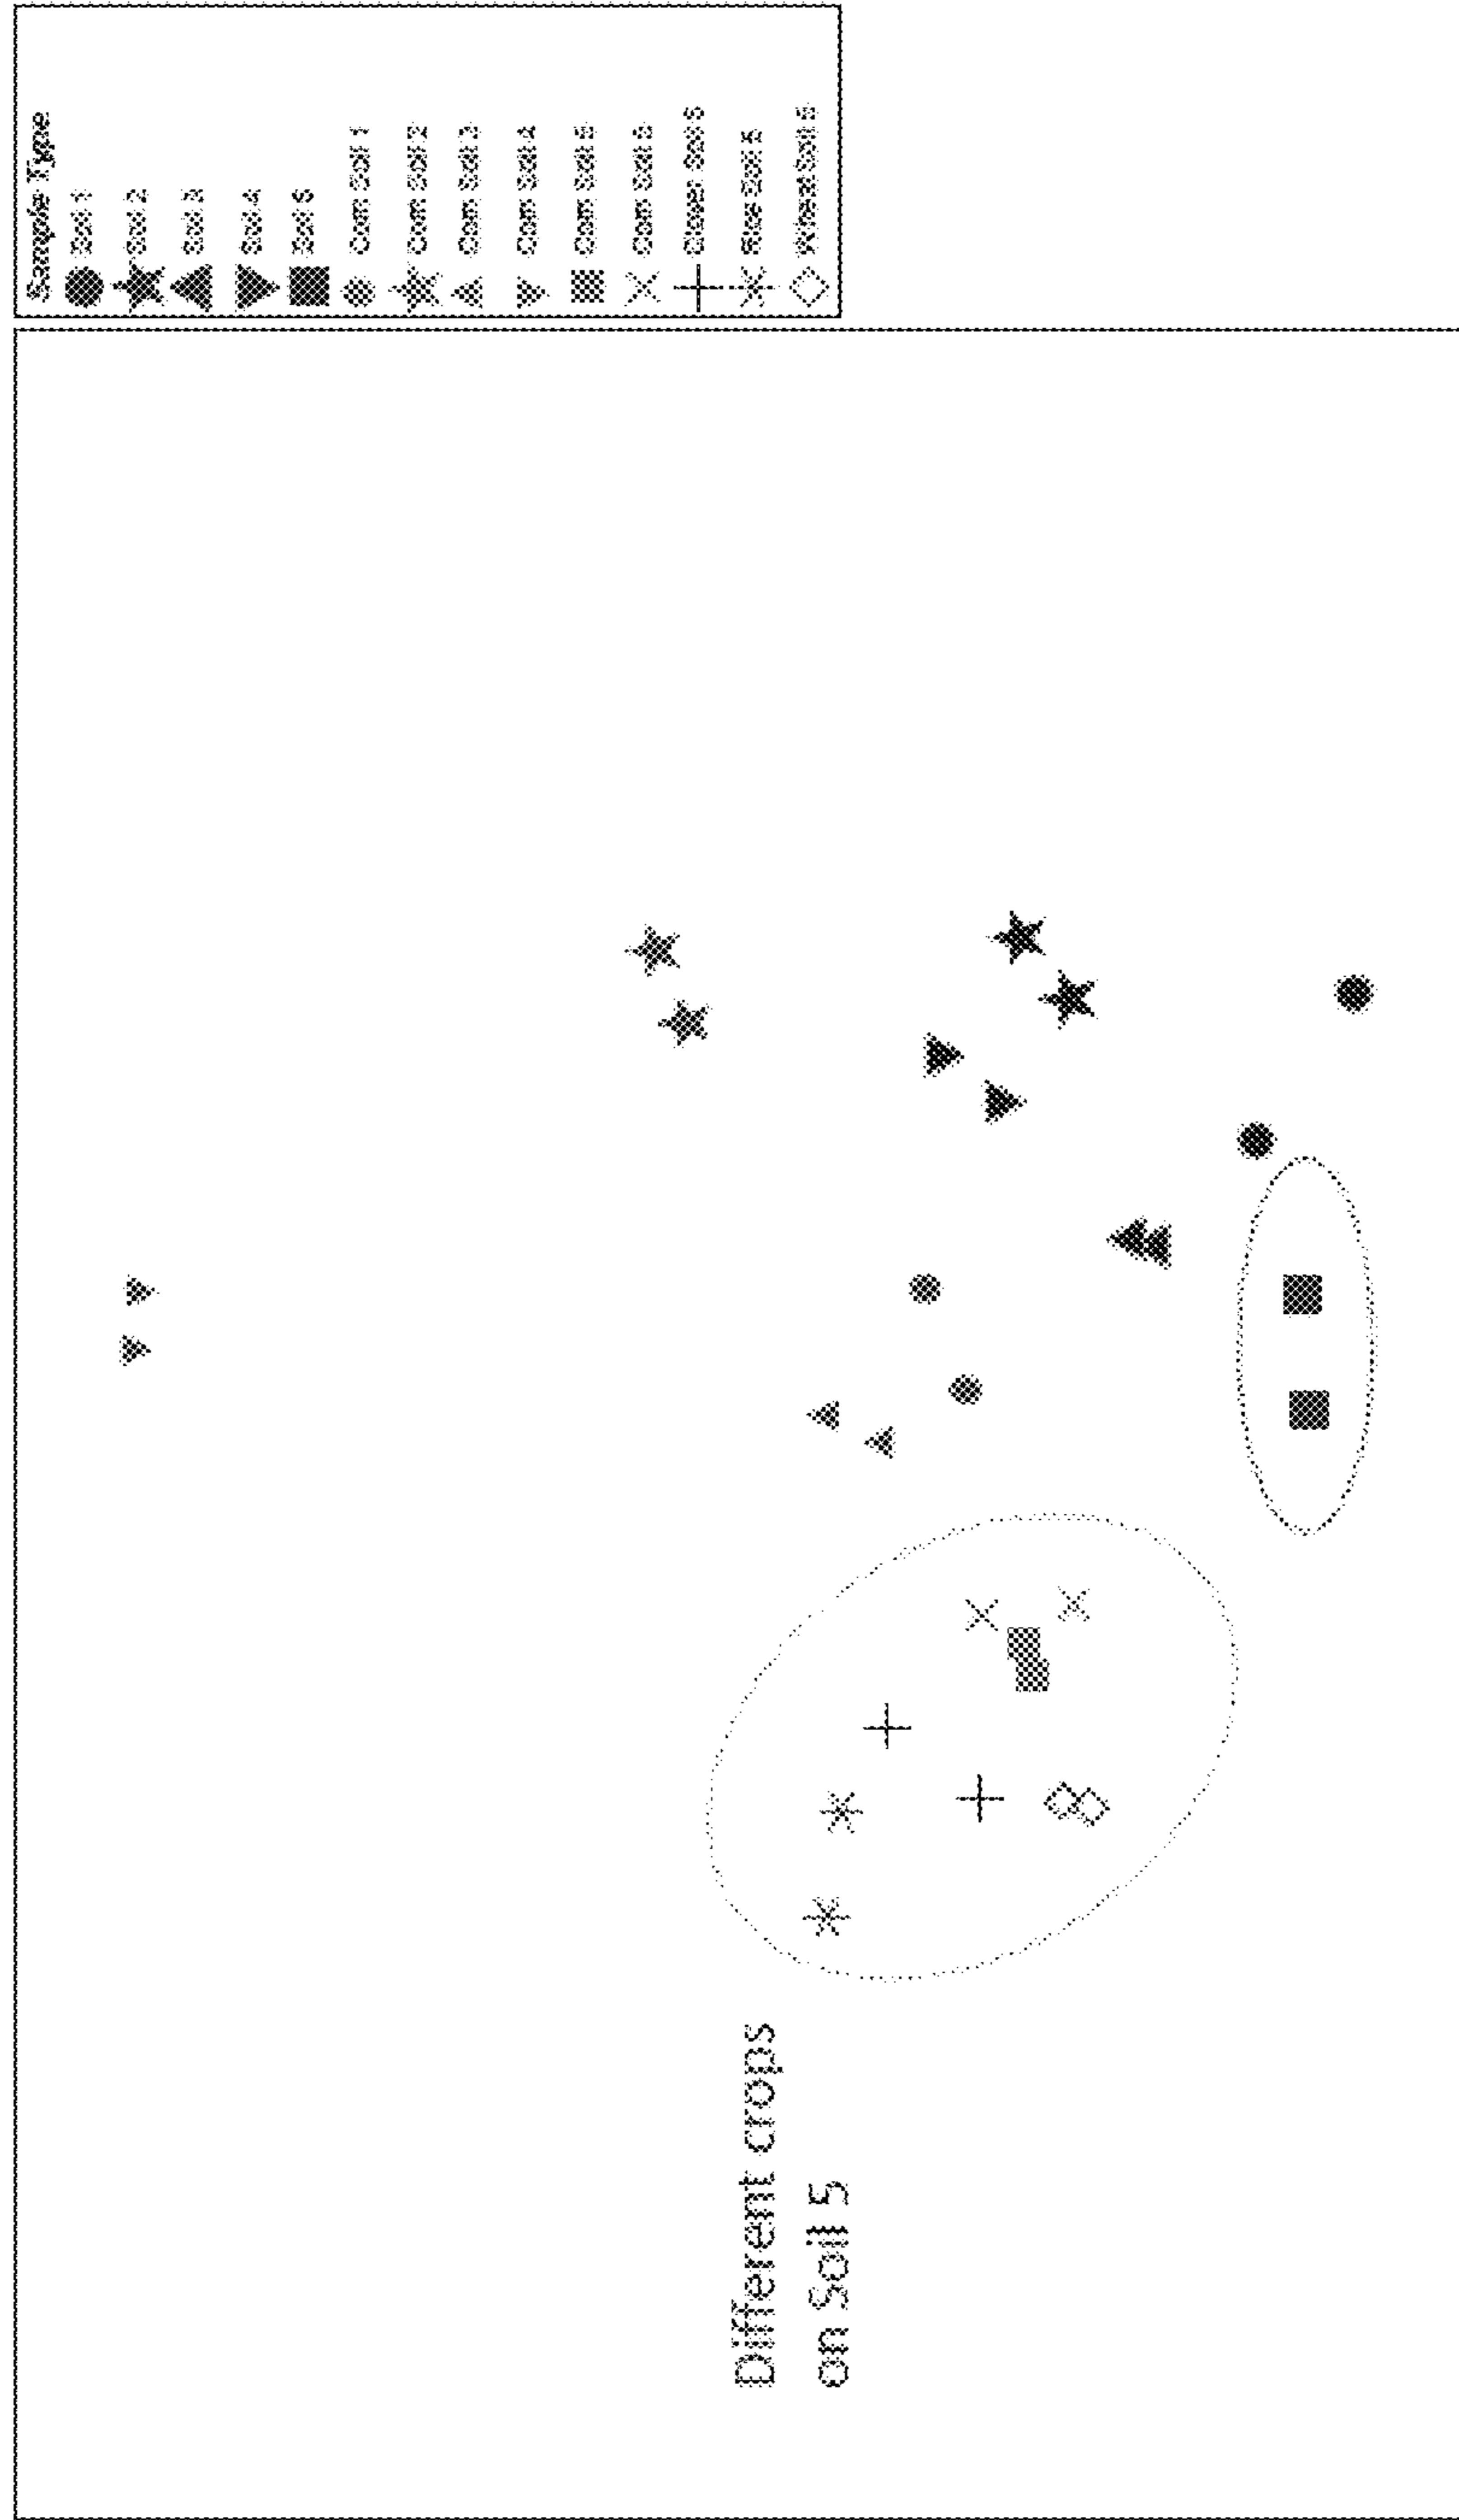 Sample Type
Soil 1
Soil 2
Soil 3
Soil 4
Soil 5
Corn Soil 1
Corn Soil 2
Corn Soil 3
Corn Soil 4
Corn Soil 5
Soil 5
Clover Soil 5
Rice Soil 5
Wheat Soil 5
Different crops
on Soil 5